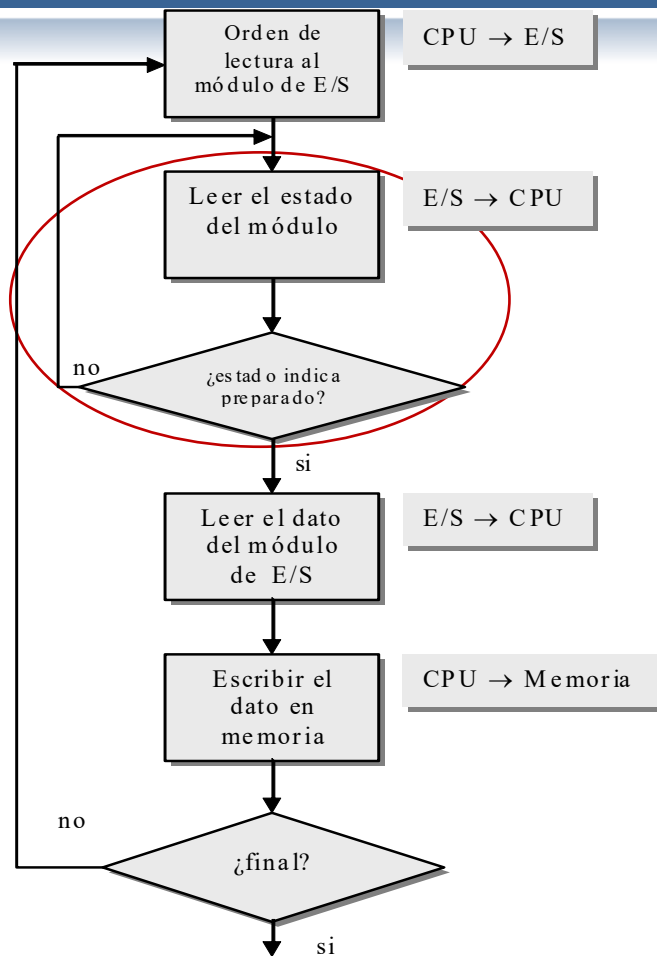 Orden de
lectura al
módulo de E/S
CPU → E/S
Leer el estado
del módulo
E/S → CPU
no
¿estado indica
preparado?
si
Leer el dato
del módulo
de E/S
E/S → CPU
Escribir el
dato en
memoria
CPU → Memoria
no
¿final?
si